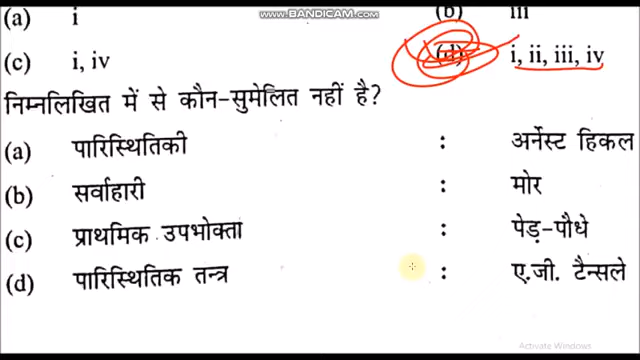 WWW.BANDICAM.COM
(a) i (b) iii
(c) i, iv (d) i, ii, iii, iv
निम्नलिखित में से कौन-सुमेलित नहीं है?
(a) पारिस्थितिकी : अर्नेस्ट हिकल
(b) सर्वाहारी : मोर
(c) प्राथमिक उपभोक्ता : पेड़-पौधे
(d) पारिस्थितिक तन्त्र : ए.जी. टैन्सले
Activate Windows